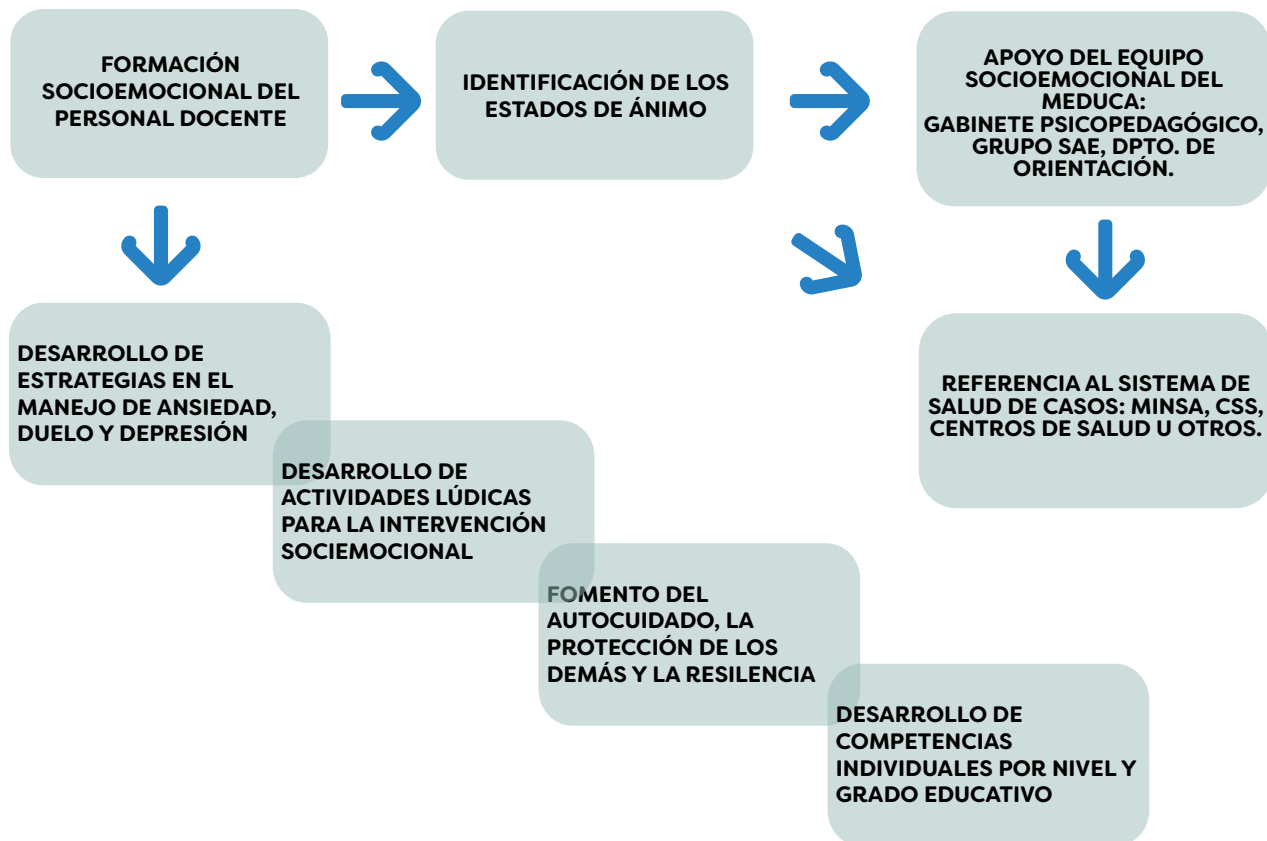 FORMACIÓN
SOCIOEMOCIONAL DEL
PERSONAL DOCENTE
IDENTIFICACIÓN DE LOS
ESTADOS DE ÁNIMO
APOYO DEL EQUIPO
SOCIOEMOCIONAL DEL
MEDUCA:
GABINETE PSICOPEDAGÓGICO,
GRUPO SAE, DPTO. DE
ORIENTACIÓN.
DESARROLLO DE
ESTRATEGIAS EN EL
MANEJO DE ANSIEDAD,
DUELO Y DEPRESIÓN
REFERENCIA AL SISTEMA DE
SALUD DE CASOS: MINSA, CSS,
CENTROS DE SALUD U OTROS.
DESARROLLO DE
ACTIVIDADES LÚDICAS
PARA LA INTERVENCIÓN
SOCIEMOCIONAL
FOMENTO DEL
AUTOCUIDADO, LA
PROTECCIÓN DE LOS
DEMÁS Y LA RESILENCIA
DESARROLLO DE
COMPETENCIAS
INDIVIDUALES POR NIVEL Y
GRADO EDUCATIVO